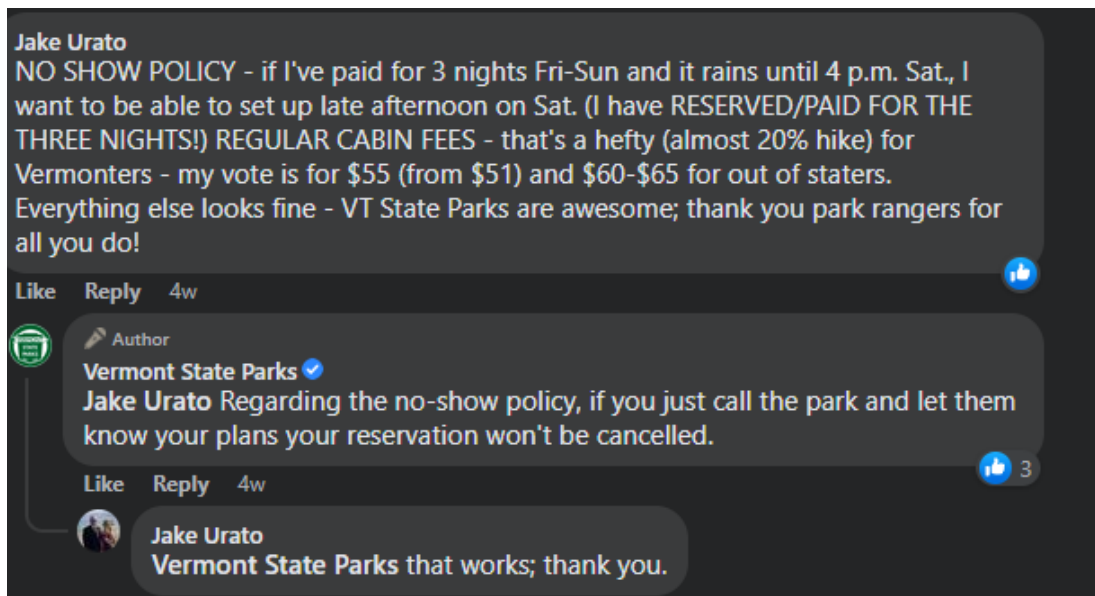 Jake Urato
NO SHOW POLICY - if I've paid for 3 nights Fri-Sun and it rains until 4 p.m. Sat., I
want to be able to set up late afternoon on Sat. (I have RESERVED/PAID FOR THE
THREE NIGHTS!) REGULAR CABIN FEES - that's a hefty (almost 20% hike) for
Vermonters - my vote is for $55 (from $51) and $60-$65 for out of staters.
Everything else looks fine - VT State Parks are awesome; thank you park rangers for
all you do!
Like Reply 4w
Author
Vermont State Parks
Jake Urato Regarding the no-show policy, if you just call the park and let them
know your plans your reservation won't be cancelled.
3
Like Reply 4w
Jake Urato
Vermont State Parks that works; thank you.